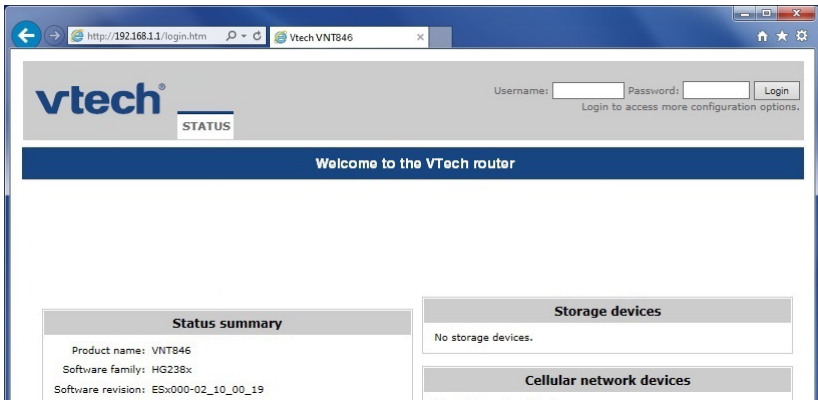 http://192.168.1.1/login.htm
Vtech VNT846
vtech®
STATUS
Username:
Password:
Login
Login to access more configuration options.
Welcome to the VTech router
Status summary
Product name: VNT846
Software family: HG238x
Software revision: ESx000-02_10_00_19
Storage devices
No storage devices.
Cellular network devices